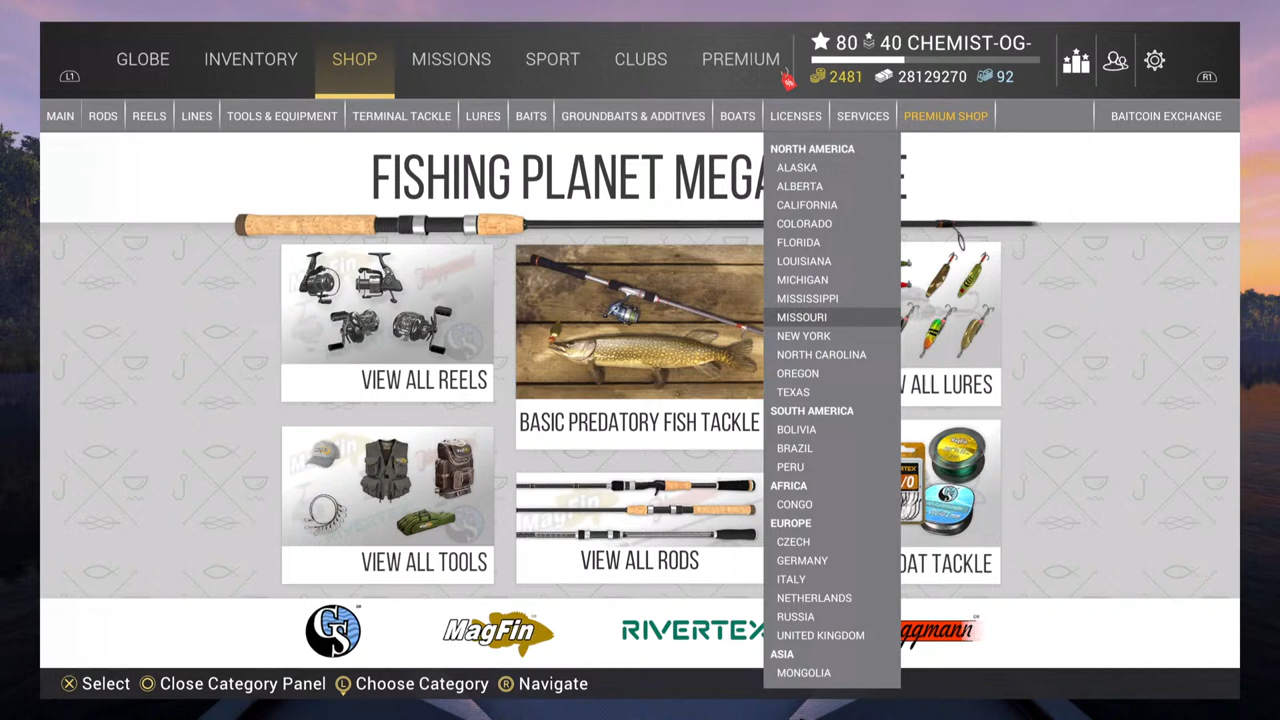 GLOBE INVENTORY SHOP MISSIONS SPORT CLUBS PREMIUM
80 40 CHEMIST-OG-
2481 28129270 92
L1
R1
MAIN RODS REELS LINES TOOLS & EQUIPMENT TERMINAL TACKLE LURES BAITS GROUNDBAITS & ADDITIVES BOATS LICENSES SERVICES PREMIUM SHOP BAITCOIN EXCHANGE
FISHING PLANET
NORTH AMERICA
ALASKA
ALBERTA
CALIFORNIA
COLORADO
FLORIDA
LOUISIANA
MICHIGAN
MISSISSIPPI
MISSOURI
NEW YORK
NORTH CAROLINA
OREGON
TEXAS
SOUTH AMERICA
BOLIVIA
BRAZIL
PERU
AFRICA
CONGO
EUROPE
CZECH
GERMANY
ITALY
NETHERLANDS
RUSSIA
UNITED KINGDOM
ASIA
MONGOLIA
VIEW ALL REELS
BASIC PREDATORY FISH TACKLE
ALL LURES
VIEW ALL TOOLS
VIEW ALL RODS
TACKLE
GS
MagFin
RIVERTEX
Select Close Category Panel L Choose Category R Navigate